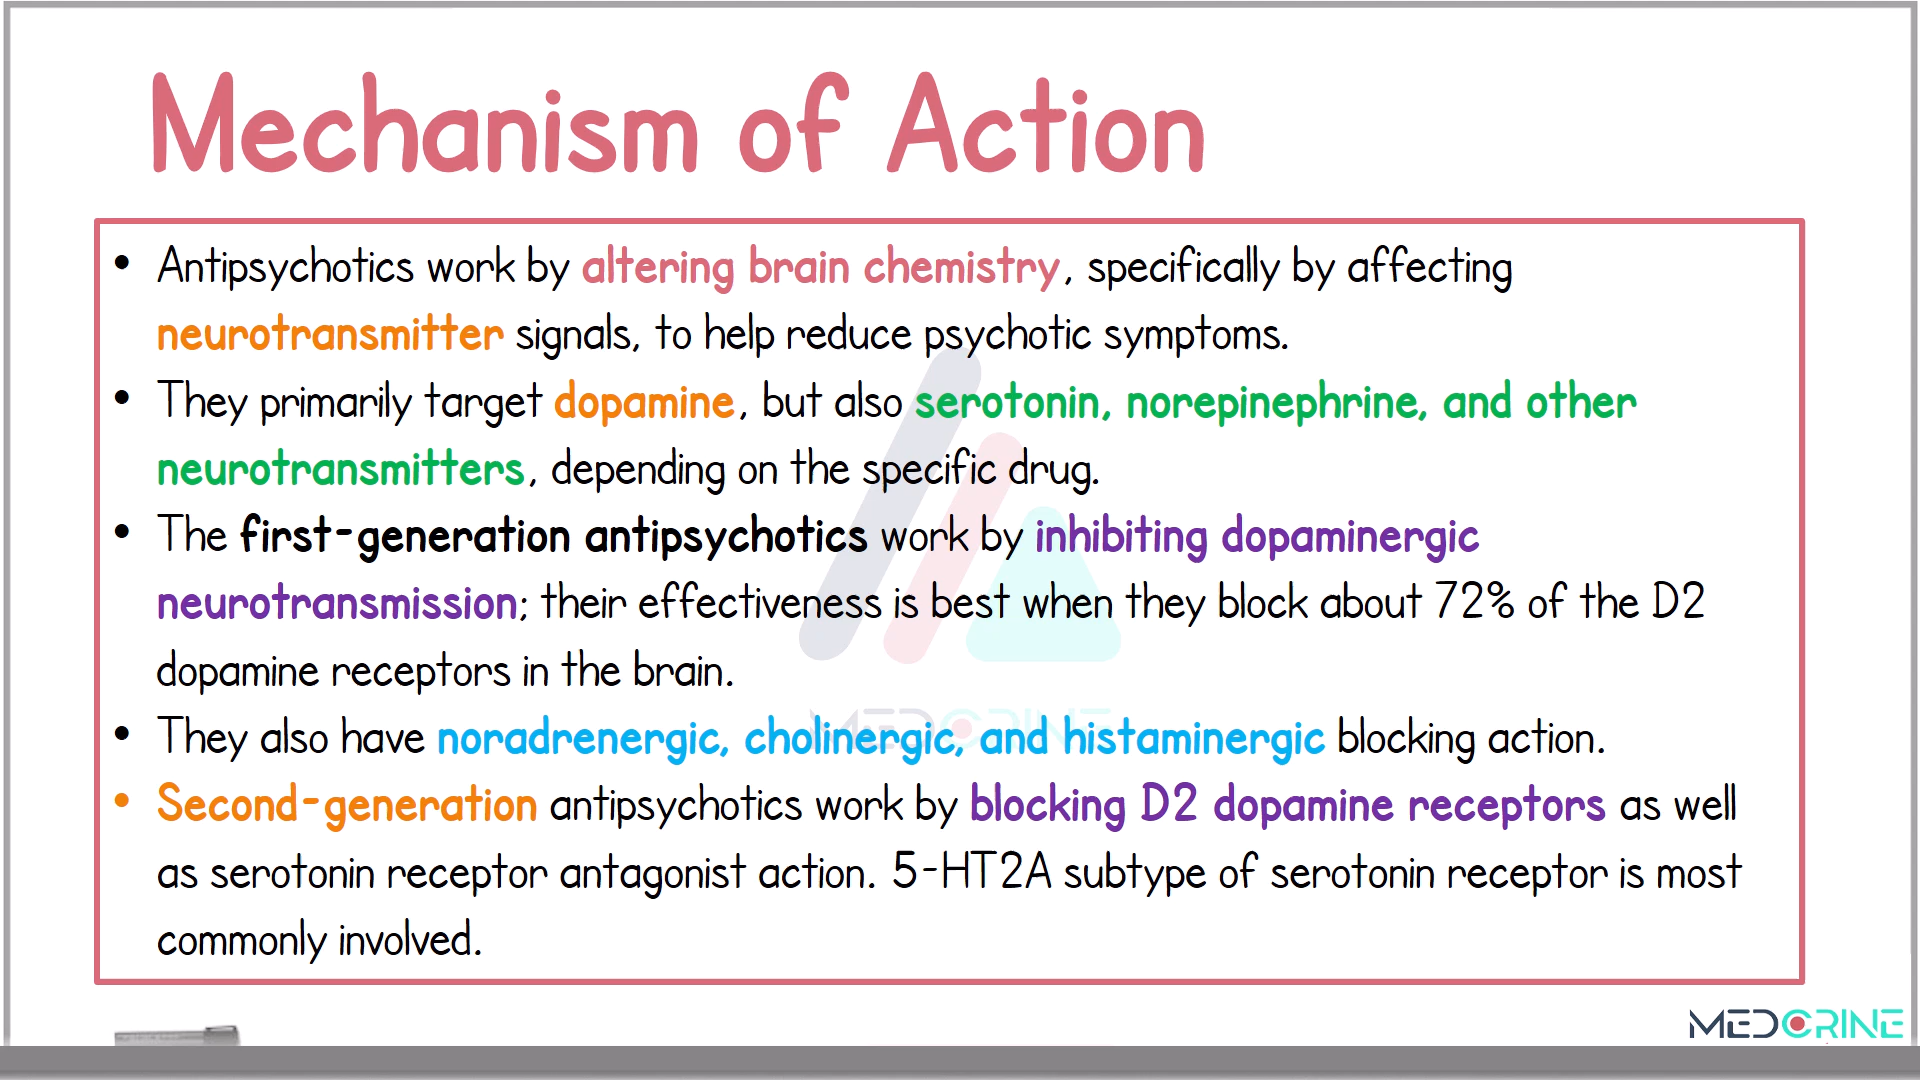 Mechanism of Action
• Antipsychotics work by altering brain chemistry, specifically by affecting
neurotransmitter signals, to help reduce psychotic symptoms.
• They primarily target dopamine, but also serotonin, norepinephrine, and other
neurotransmitters, depending on the specific drug.
• The first-generation antipsychotics work by inhibiting dopaminergic
neurotransmission; their effectiveness is best when they block about 72% of the D2
dopamine receptors in the brain.
• They also have noradrenergic, cholinergic, and histaminergic blocking action.
• Second-generation antipsychotics work by blocking D2 dopamine receptors as well
as serotonin receptor antagonist action. 5-HT2A subtype of serotonin receptor is most
commonly involved.
MEDCRINE
MEDCRINE